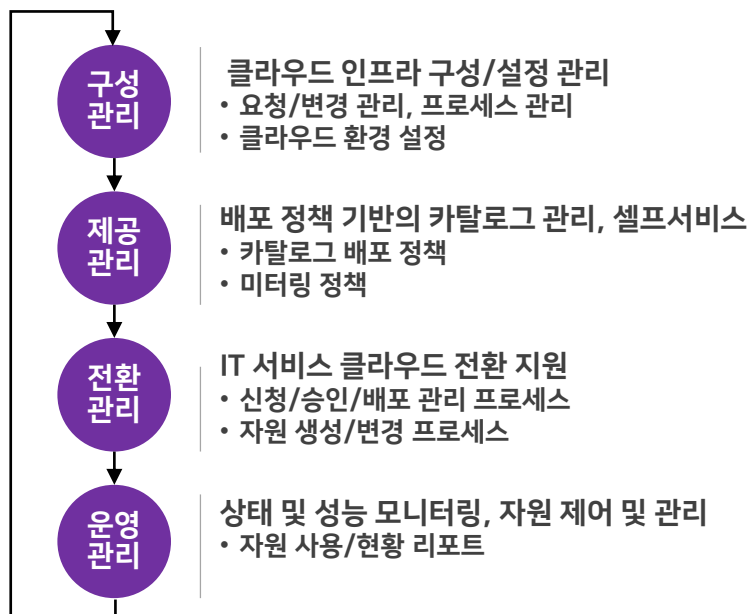 구성
관리
클라우드 인프라 구성/설정 관리
• 요청/변경 관리, 프로세스 관리
• 클라우드 환경 설정
제공
관리
배포 정책 기반의 카탈로그 관리, 셀프서비스
• 카탈로그 배포 정책
• 미터링 정책
전환
관리
IT 서비스 클라우드 전환 지원
• 신청/승인/배포 관리 프로세스
• 자원 생성/변경 프로세스
운영
관리
상태 및 성능 모니터링, 자원 제어 및 관리
• 자원 사용/현황 리포트